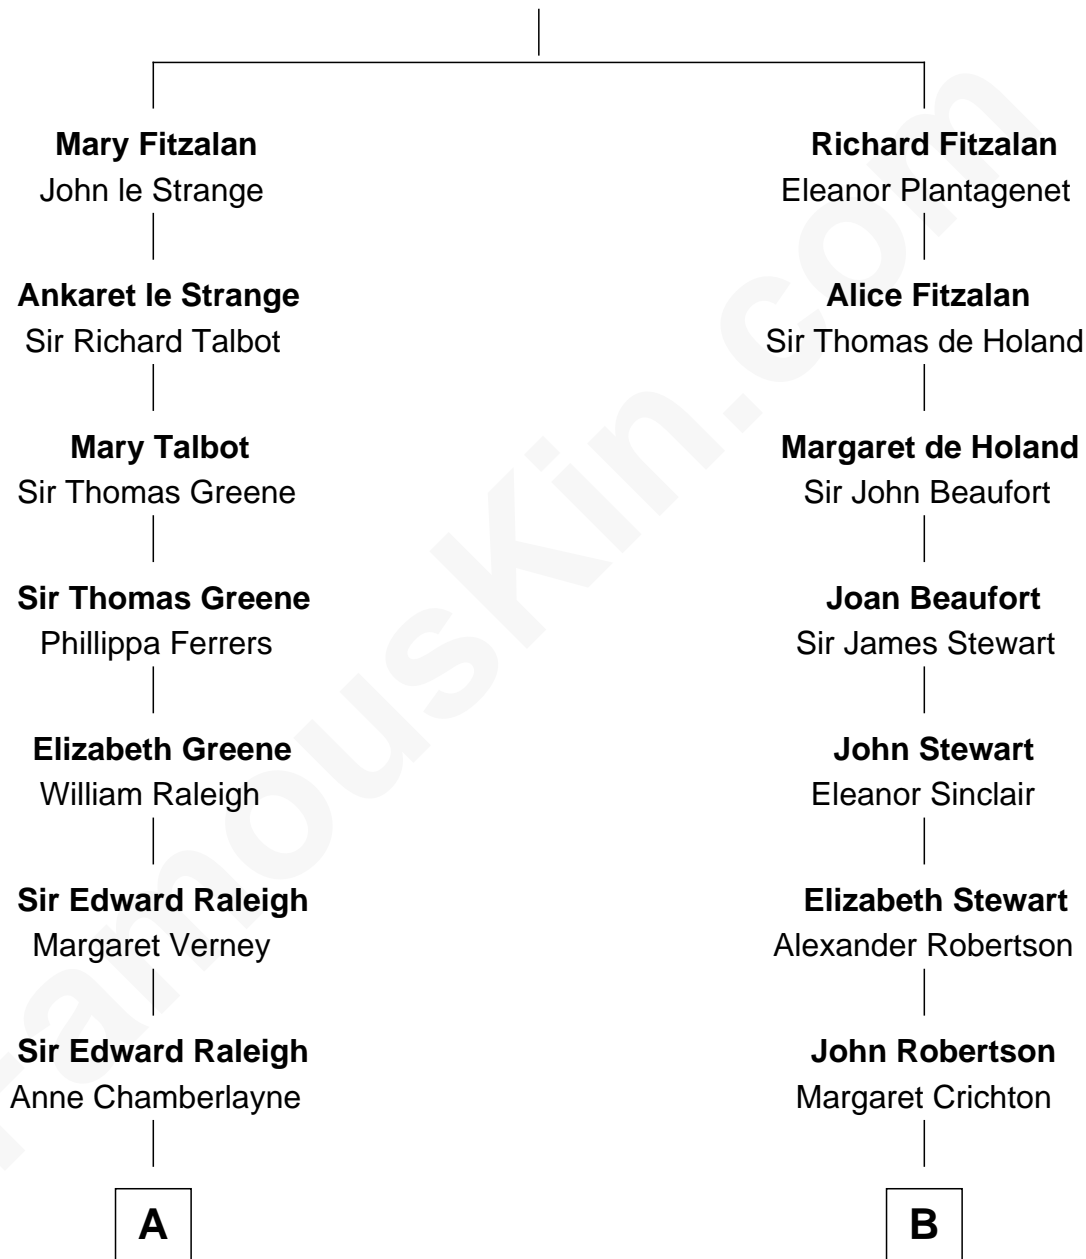 Mary Fitzalan
John le Strange
Ankaret le Strange
Sir Richard Talbot
Mary Talbot
Sir Thomas Greene
Sir Thomas Greene
Phillippa Ferrers
Elizabeth Greene
William Raleigh
Sir Edward Raleigh
Margaret Verney
Sir Edward Raleigh
Anne Chamberlayne
A
Richard Fitzalan
Eleanor Plantagenet
Alice Fitzalan
Sir Thomas de Holand
Margaret de Holand
Sir John Beaufort
Joan Beaufort
Sir James Stewart
John Stewart
Eleanor Sinclair
Elizabeth Stewart
Alexander Robertson
John Robertson
Margaret Crichton
B
FamousKin.com